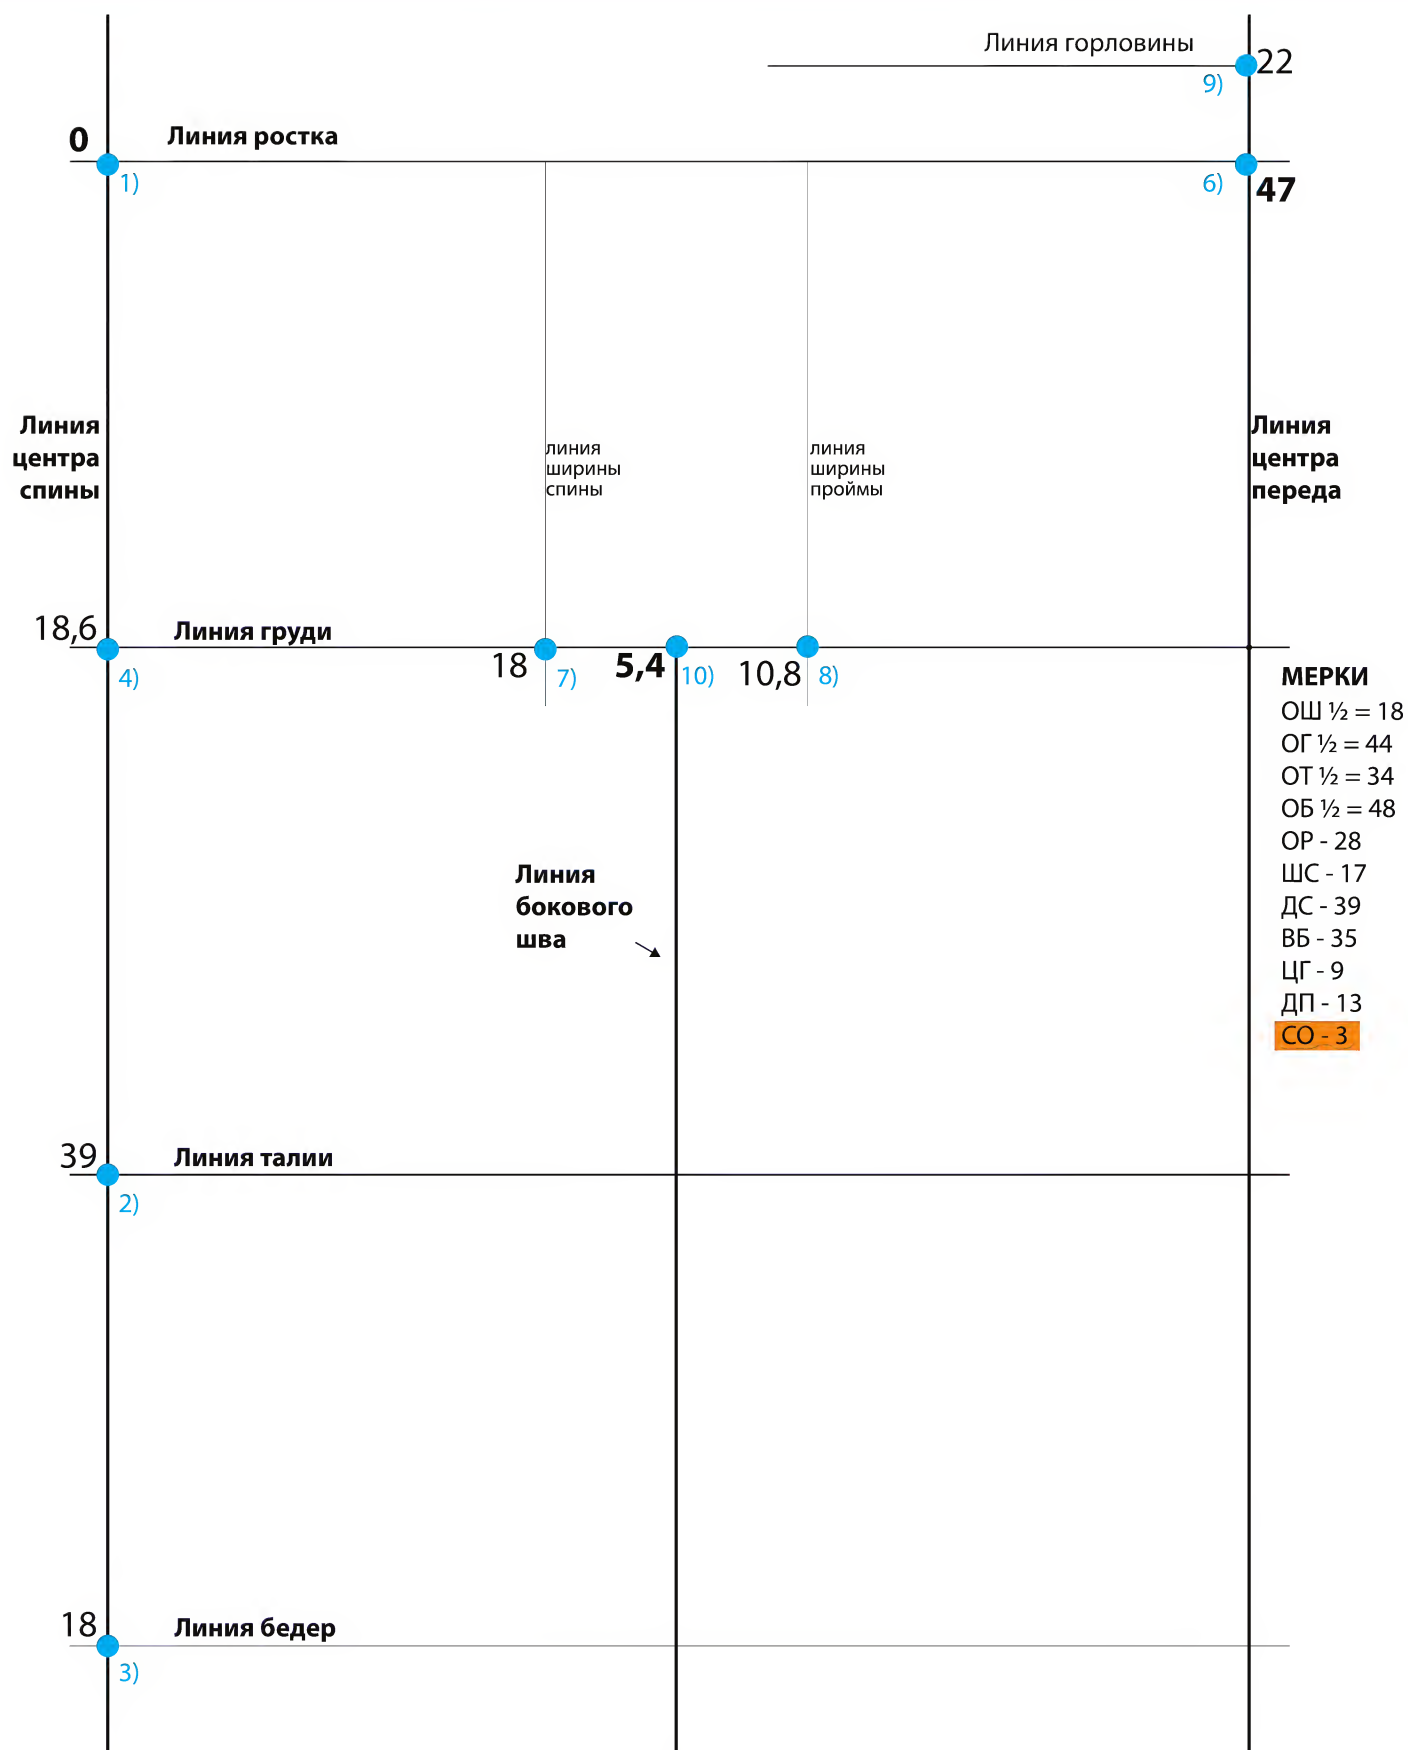 Линия горловины
22
9)
0
Линия ростка
1)
6)
47
Линия
центра
спины
линия
ширины
спины
линия
ширины
проймы
Линия
центра
переда
18,6
Линия груди
4)
18
7)
5,4
10)
10,8
8)
МЕРКИ
ОШ ½ = 18
ОГ ½ = 44
ОТ ½ = 34
ОБ ½ = 48
ОР - 28
ШС - 17
ДС - 39
ВБ - 35
ЦГ - 9
ДП - 13
СО - 3
Линия
бокового
шва
39
Линия талии
2)
18
Линия бедер
3)